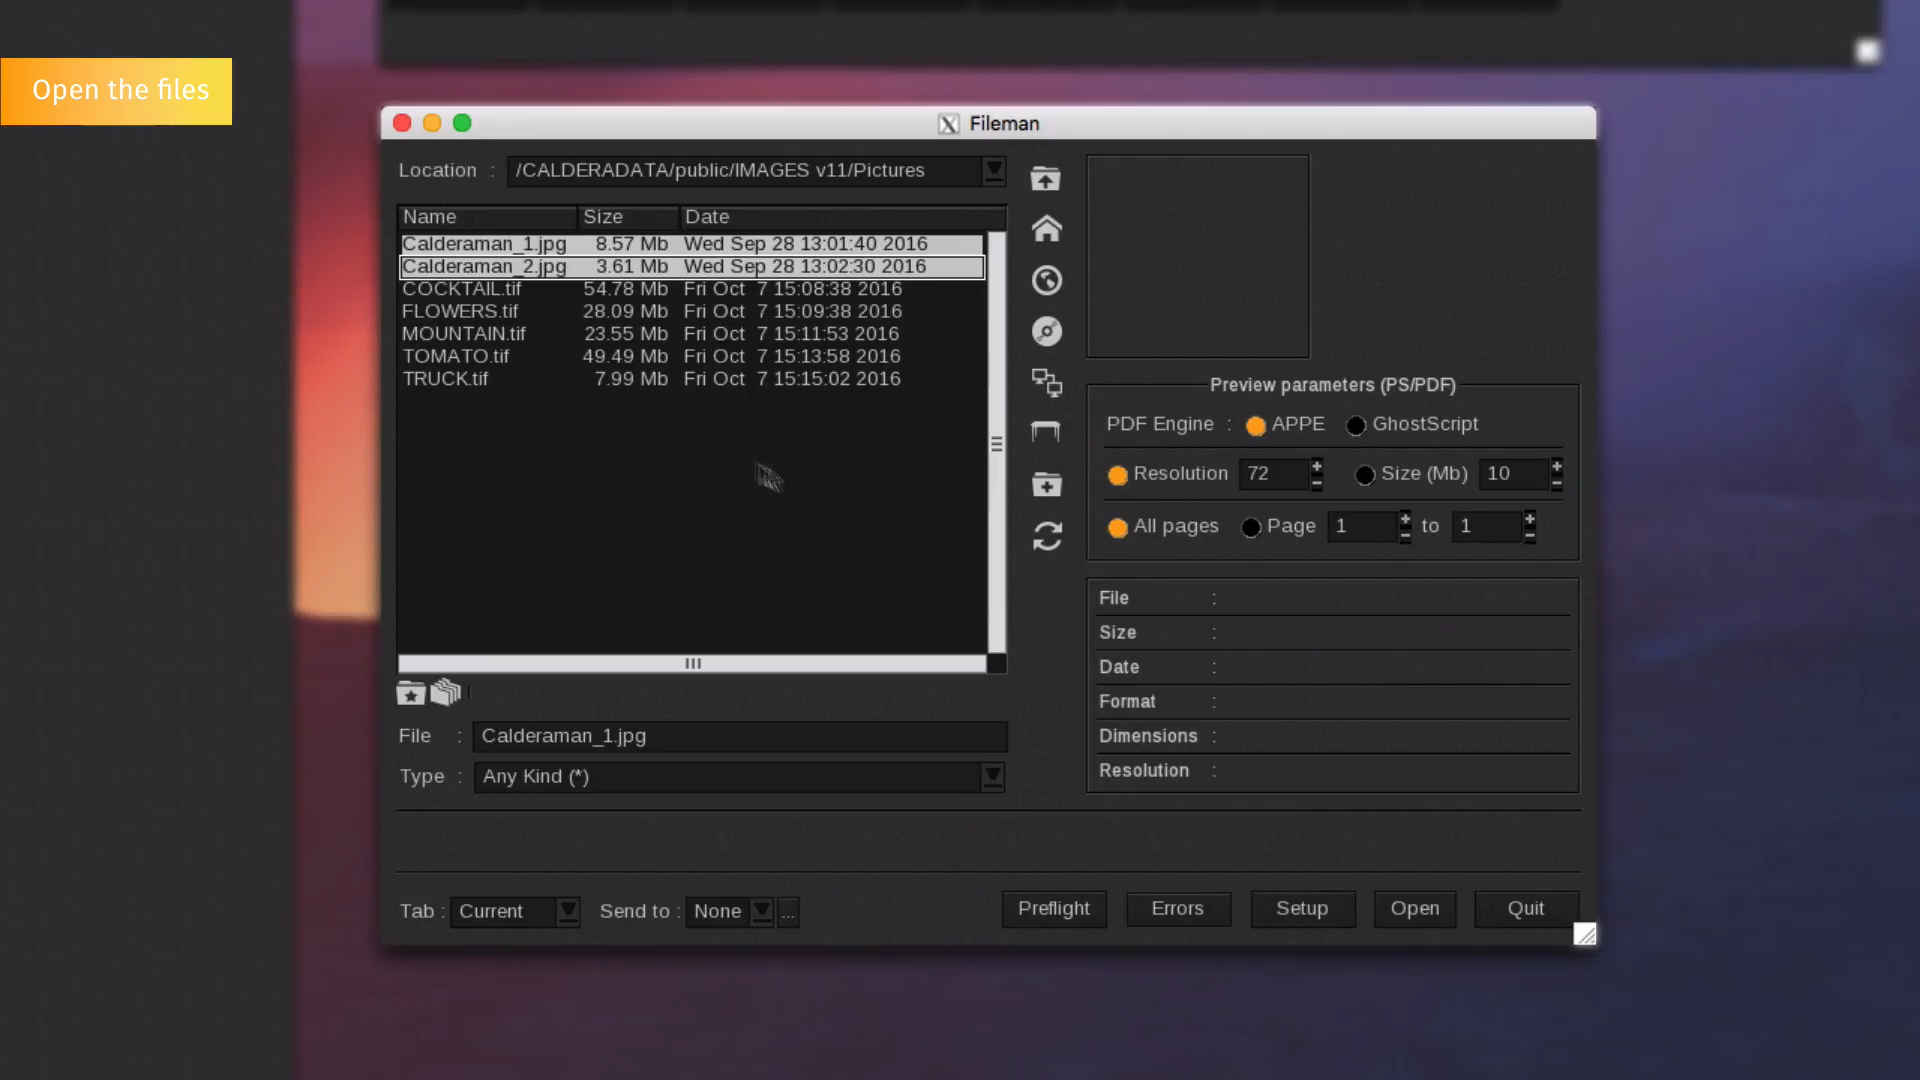 Open the files
Fileman
Location : /CALDERADATA/public/IMAGES v11/Pictures
Name Size Date
Calderaman_1.jpg 8.57 Mb Wed Sep 28 13:01:40 2016
Calderaman_2.jpg 3.61 Mb Wed Sep 28 13:02:30 2016
COCKTAIL.tif 54.78 Mb Fri Oct 7 15:08:38 2016
FLOWERS.tif 28.09 Mb Fri Oct 7 15:09:38 2016
MOUNTAIN.tif 23.55 Mb Fri Oct 7 15:11:53 2016
TOMATO.tif 49.49 Mb Fri Oct 7 15:13:58 2016
TRUCK.tif 7.99 Mb Fri Oct 7 15:15:02 2016
File : Calderaman_1.jpg
Type : Any Kind (*)
Preview parameters (PS/PDF)
PDF Engine : APPE GhostScript
Resolution 72 Size (Mb) 10
All pages Page 1 to 1
File :
Size :
Date :
Format :
Dimensions :
Resolution :
Tab : Current Send to : None ... Preflight Errors Setup Open Quit